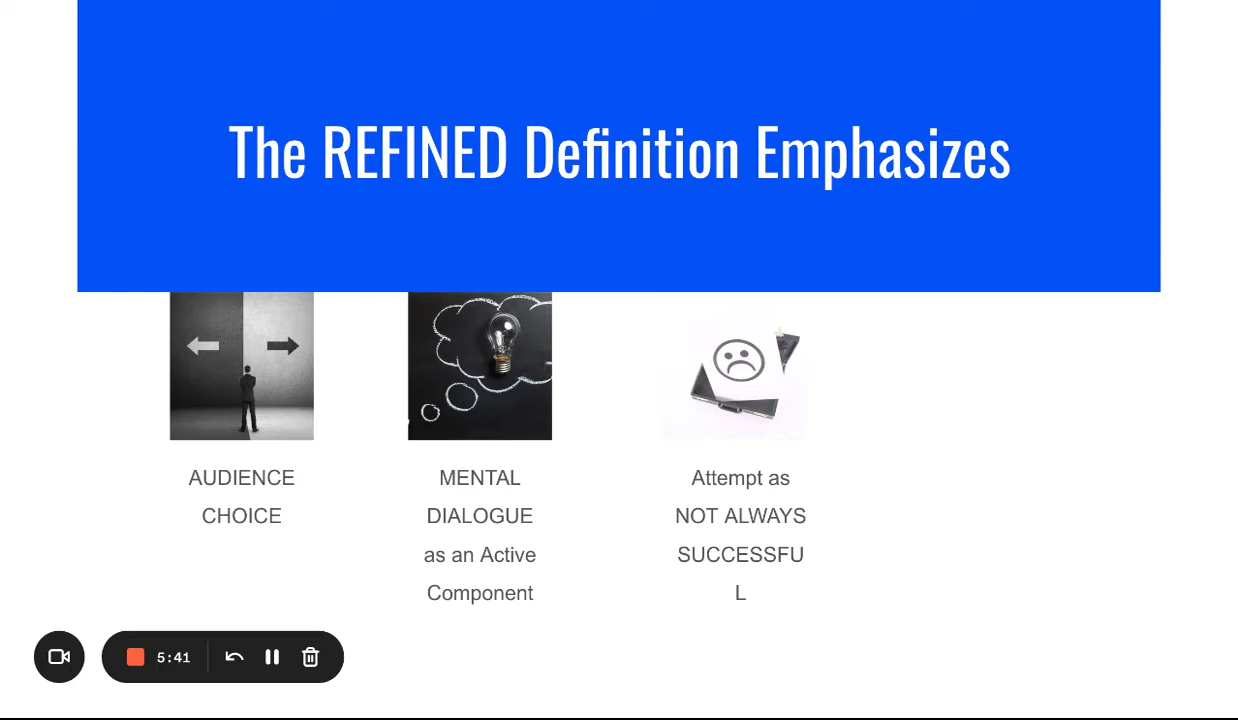 The REFINED Definition Emphasizes
AUDIENCE
CHOICE
MENTAL
DIALOGUE
as an Active
Component
Attempt as
NOT ALWAYS
SUCCESSFU
L
5:41